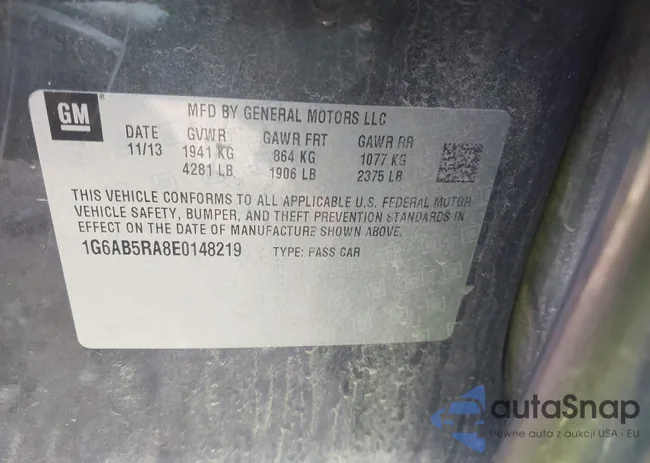 GM
MFD BY GENERAL MOTORS LLC
DATE GVWR GAWR FRT GAWR RR
11/13 1941 KG 864 KG 1077 KG
4281 LB 1906 LB 2375 LB
THIS VEHICLE CONFORMS TO ALL APPLICABLE U.S. FEDERAL MOTOR
VEHICLE SAFETY, BUMPER, AND THEFT PREVENTION STANDARDS IN
EFFECT ON THE DATE OF MANUFACTURE SHOWN ABOVE.
1G6AB5RA8E0148219 TYPE: PASS CAR
autaSnap
Pewne auta z aukcji USA i EU